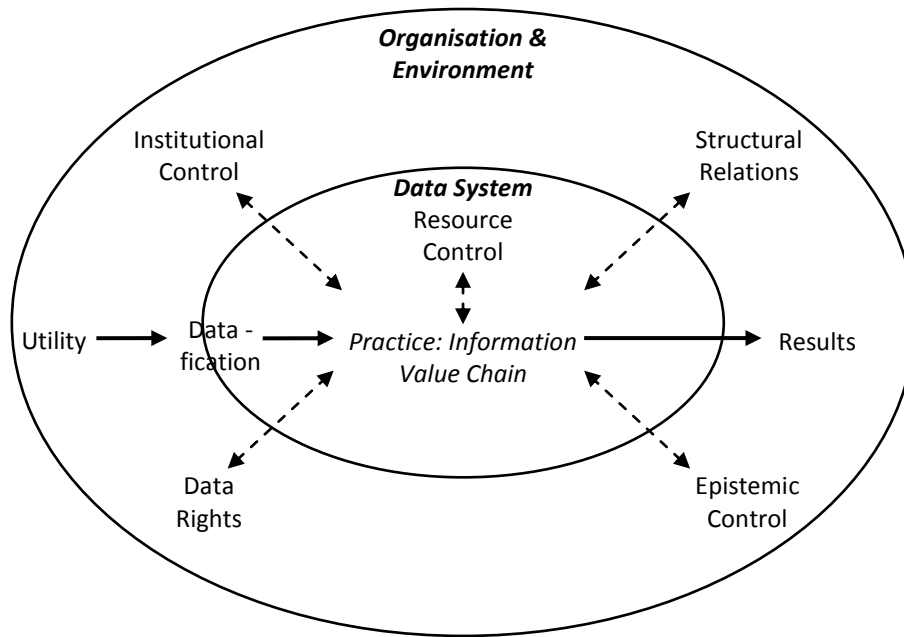 Organisation &
Environment
Institutional
Control
Structural
Relations
Data System
Resource
Control
Utility
Data -
fication
Practice: Information
Value Chain
Results
Data
Rights
Epistemic
Control